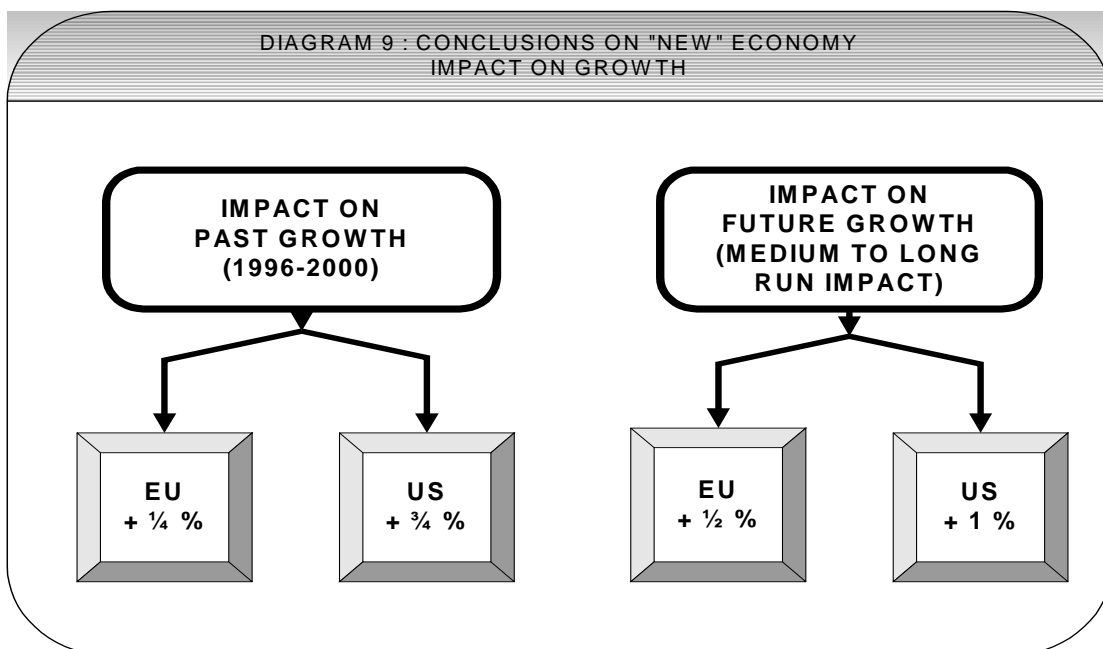 DIAGRAM 9 : CONCLUSIONS ON "NEW" ECONOMY
IMPACT ON GROWTH
IMPACT ON
PAST GROWTH
(1996-2000)
IMPACT ON
FUTURE GROWTH
(MEDIUM TO LONG
RUN IMPACT)
EU
+ ¼ %
US
+ ¾ %
EU
+ ½ %
US
+ 1 %